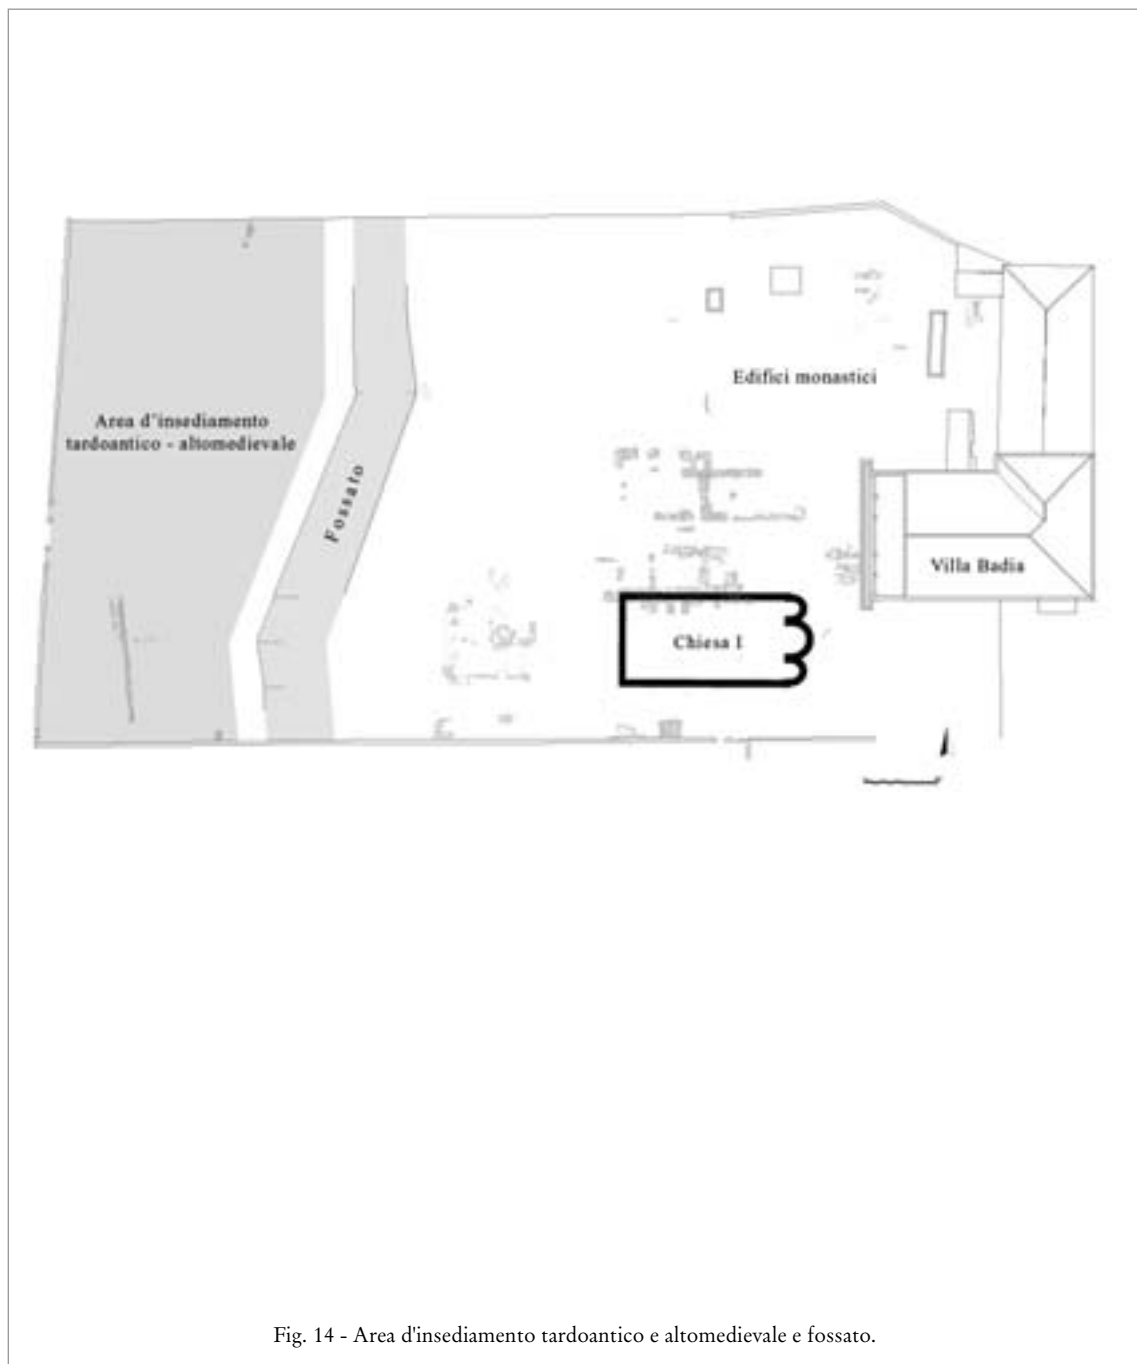 Edifici monastici
Area d'insediamento
tardoantico - altomedievale
Fossato
Villa Badia
Chiesa I
Fig. 14 - Area d'insediamento tardoantico e altomedievale e fossato.